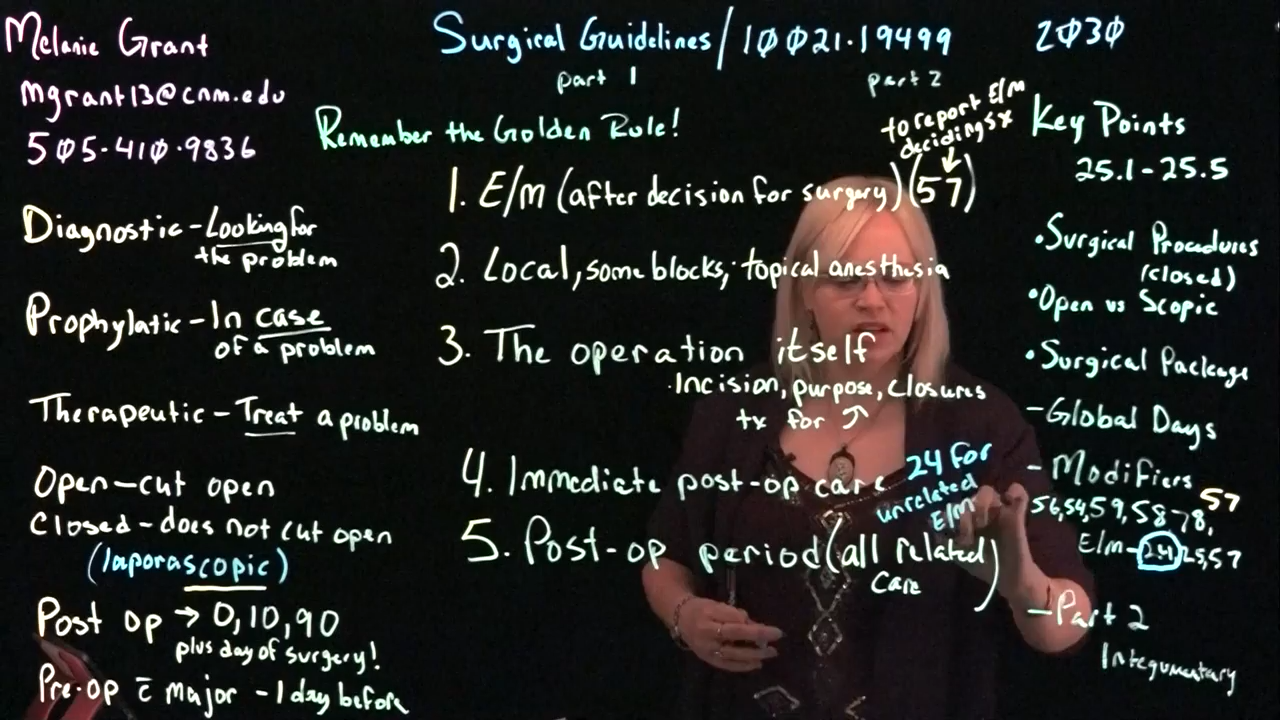 Melanie Grant
mgrant13@cnm.edu
505-410-9836
Diagnostic - Looking for
the problem
Prophylatic - In case
of a problem
Therapeutic - Treat a problem
Open - cut open
Closed - does not cut open
(laporascopic)
Post op → 0, 10, 90
plus day of surgery!
Pre-op c̄ major - 1 day before
Surgical Guidelines / 10021-19499
part 1 part 2
Remember the Golden Rule!
to report E/M
deciding sx
↓
1. E/m (after decision for surgery) (57)
2. Local, some blocks, topical anesthesia
3. The operation itself
· Incision, purpose, closures
tx for ↗
4. Immediate post-op care
24 for
unrelated
E/M
5. Post-op period (all related)
care
2030
Key Points
25.1 - 25.5
• Surgical Procedures
(closed)
• Open vs Scopic
• Surgical Package
- Global Days
- Modifiers
56, 54, 59, 58 78, 57
E/m - 24 25, 57
- Part 2
Integumentary